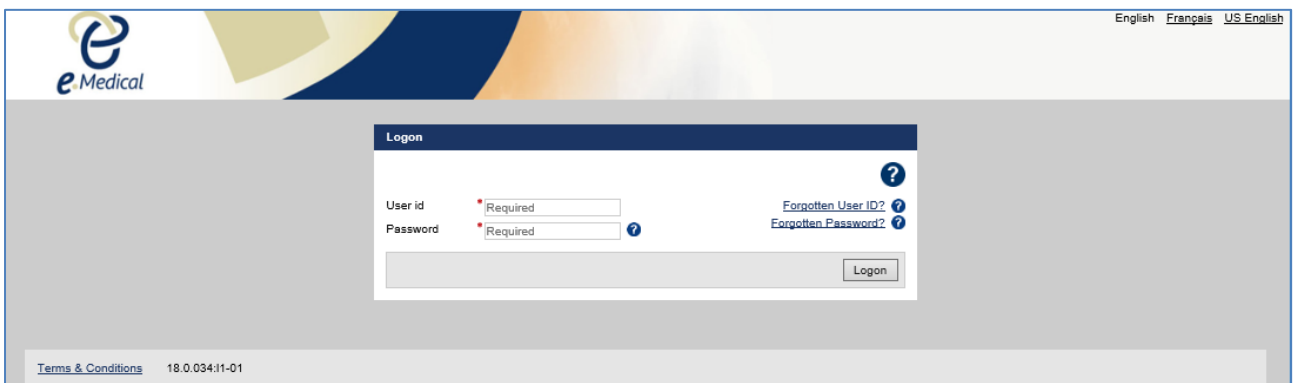 English Français US English
e.Medical
Logon
?
User id * Required Forgotten User ID? ?
Password * Required ? Forgotten Password? ?
Logon
Terms & Conditions 18.0.034:I1-01